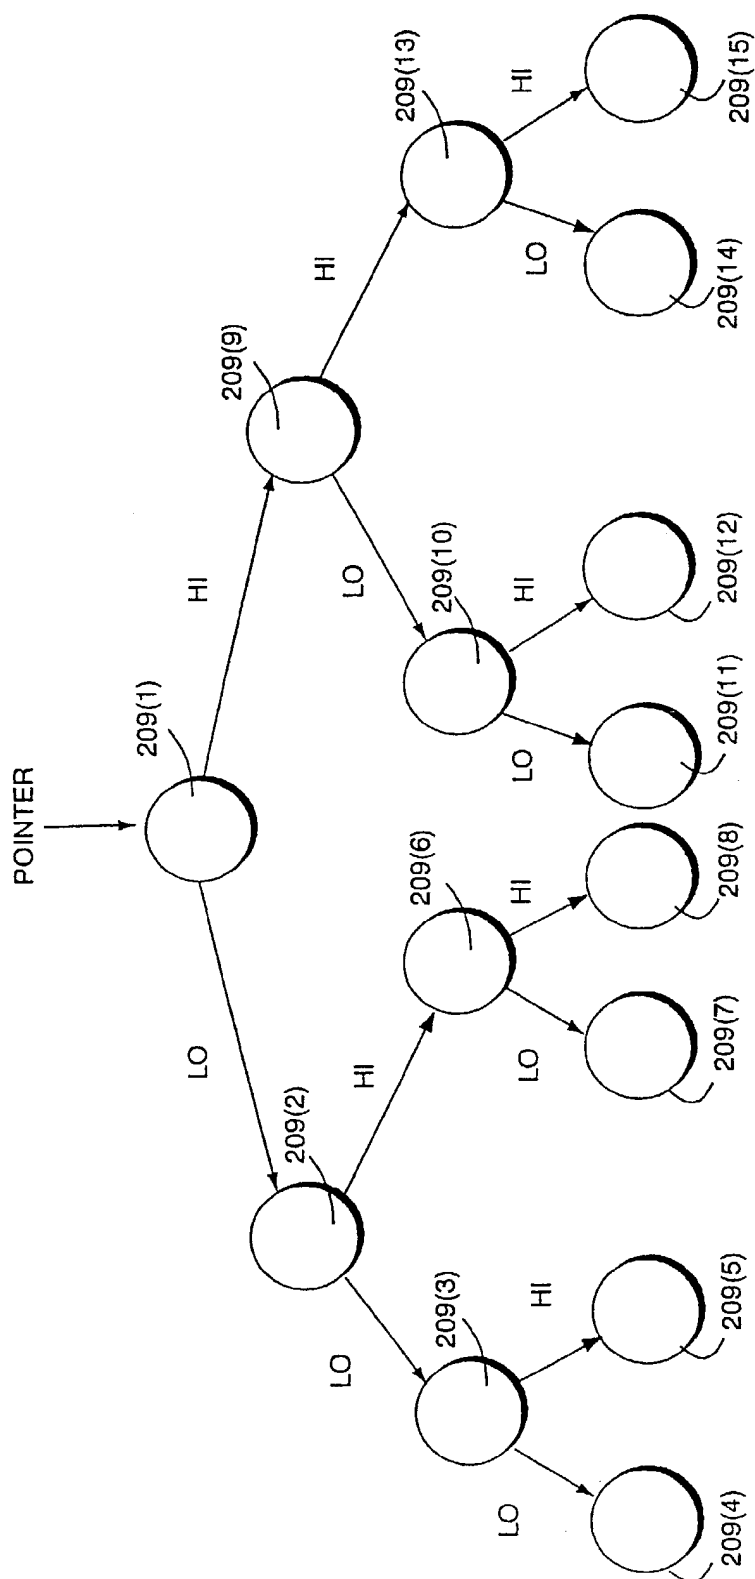 POINTER
209(1)
LO
HI
209(2)
209(9)
LO
HI
LO
HI
209(3)
209(6)
209(10)
209(13)
LO
HI
LO
HI
LO
HI
LO
HI
209(4)
209(5)
209(7)
209(8)
209(11)
209(12)
209(14)
209(15)